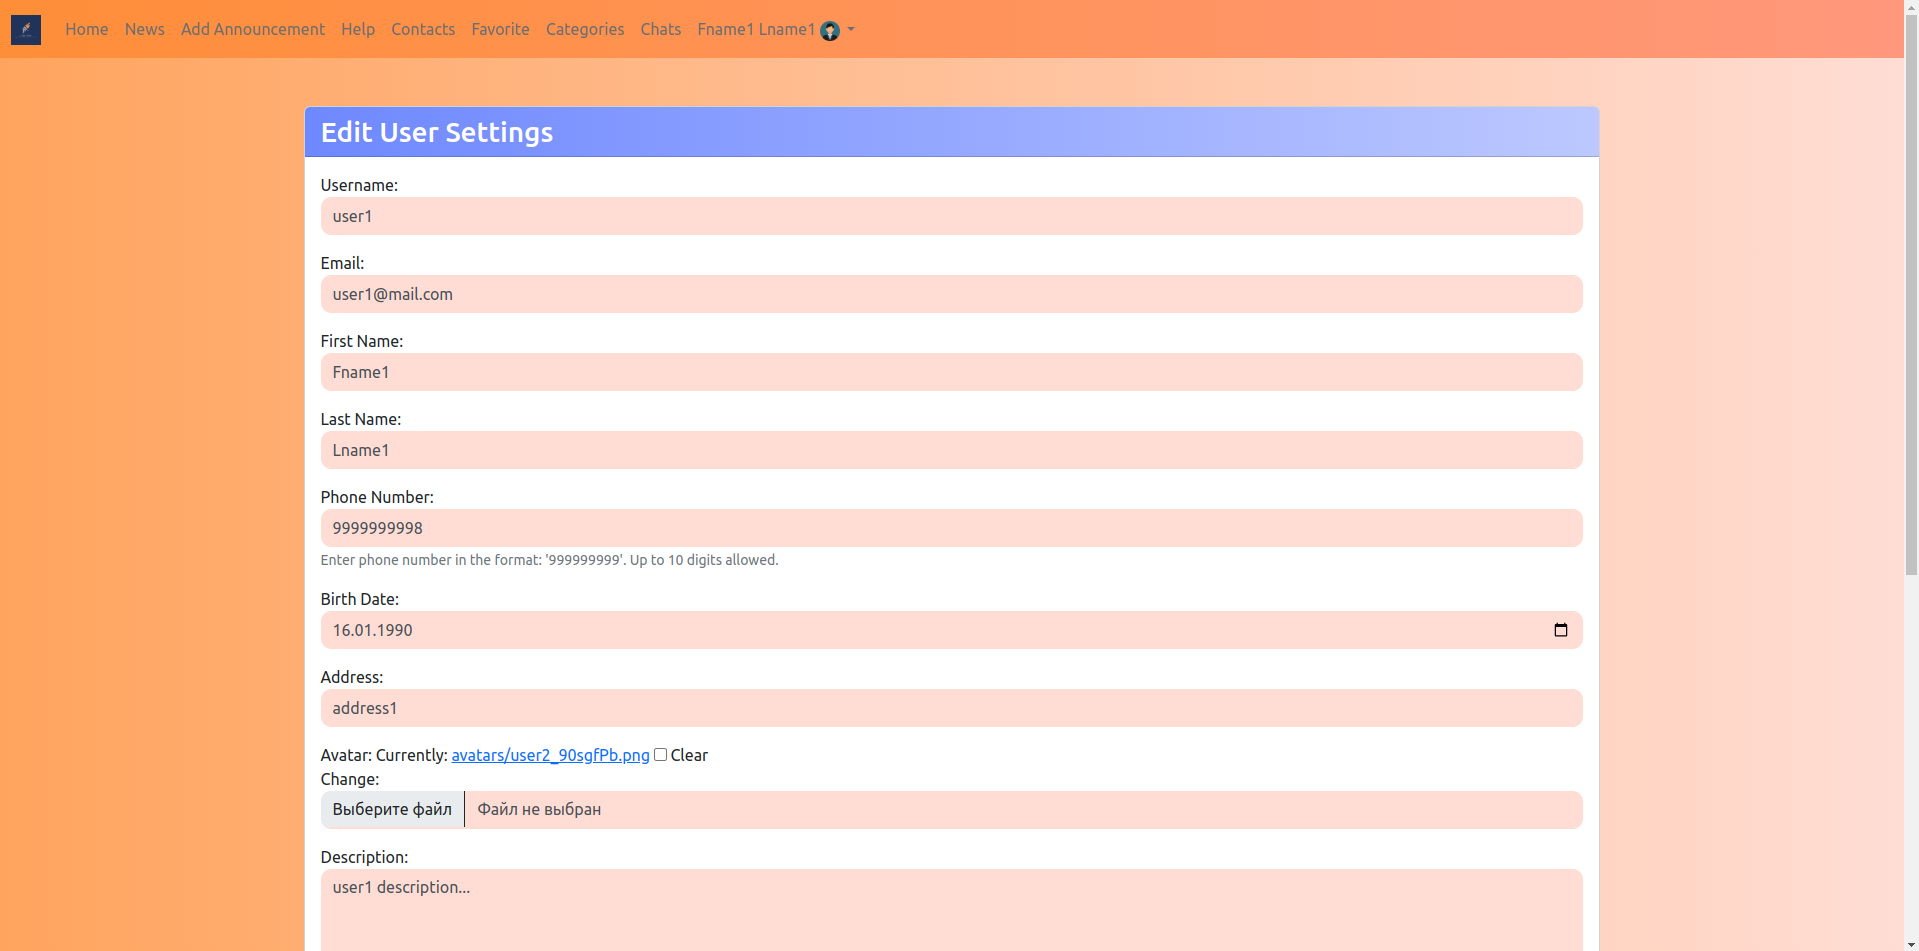 Home News Add Announcement Help Contacts Favorite Categories Chats Fname1 Lname1
Edit User Settings
Username:
user1
Email:
user1@mail.com
First Name:
Fname1
Last Name:
Lname1
Phone Number:
9999999998
Enter phone number in the format: '999999999'. Up to 10 digits allowed.
Birth Date:
16.01.1990
Address:
address1
Avatar: Currently: avatars/user2_90sgfPb.png Clear
Change:
Выберите файл Файл не выбран
Description:
user1 description...